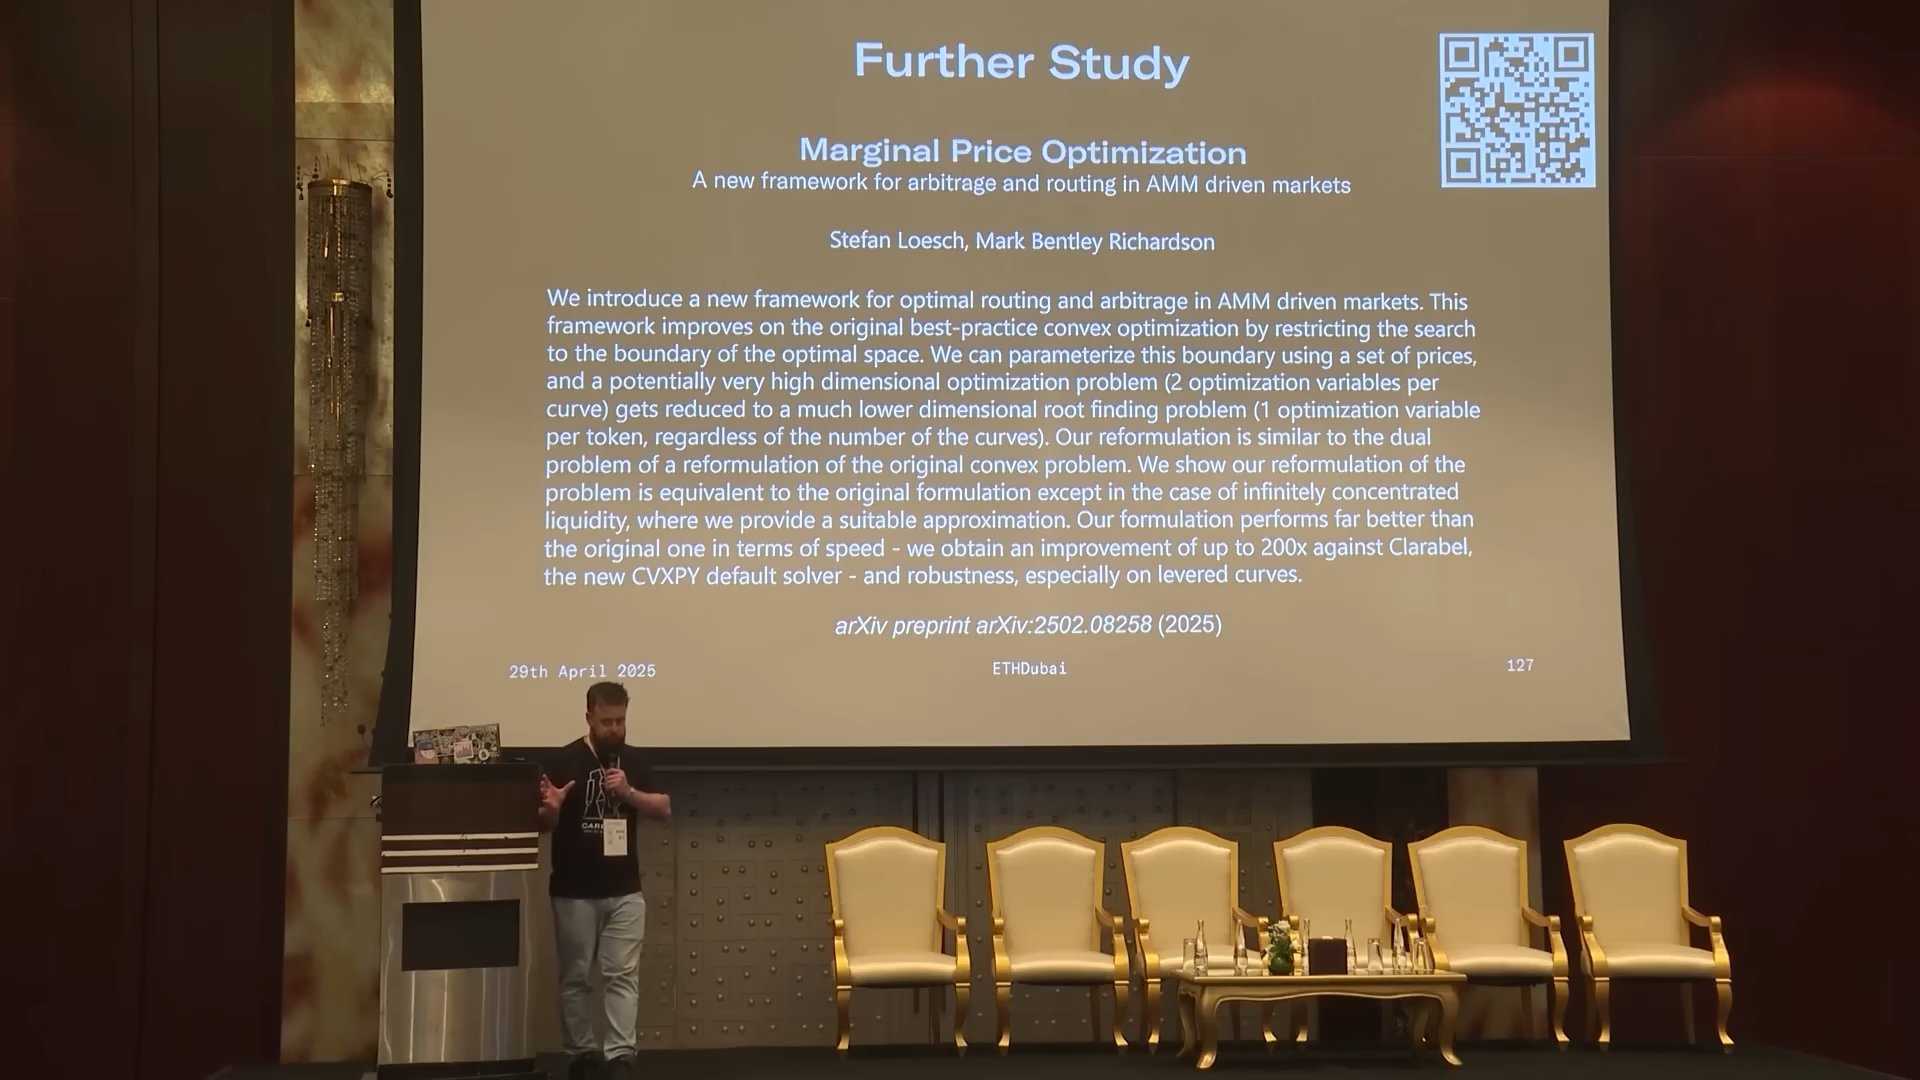 Further Study
Marginal Price Optimization
A new framework for arbitrage and routing in AMM driven markets
Stefan Loesch, Mark Bentley Richardson
We introduce a new framework for optimal routing and arbitrage in AMM driven markets. This
framework improves on the original best-practice convex optimization by restricting the search
to the boundary of the optimal space. We can parameterize this boundary using a set of prices,
and a potentially very high dimensional optimization problem (2 optimization variables per
curve) gets reduced to a much lower dimensional root finding problem (1 optimization variable
per token, regardless of the number of the curves). Our reformulation is similar to the dual
problem of a reformulation of the original convex problem. We show our reformulation of the
problem is equivalent to the original formulation except in the case of infinitely concentrated
liquidity, where we provide a suitable approximation. Our formulation performs far better than
the original one in terms of speed - we obtain an improvement of up to 200x against Clarabel,
the new CVXPY default solver - and robustness, especially on levered curves.
arXiv preprint arXiv:2502.08258 (2025)
29th April 2025
ETHDubai
127